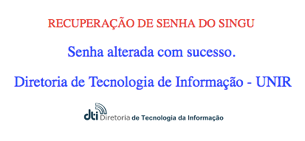 RECUPERAÇÃO DE SENHA DO SINGU
Senha alterada com sucesso.
Diretoria de Tecnologia de Informação - UNIR
dti Diretoria de Tecnologia da Informação